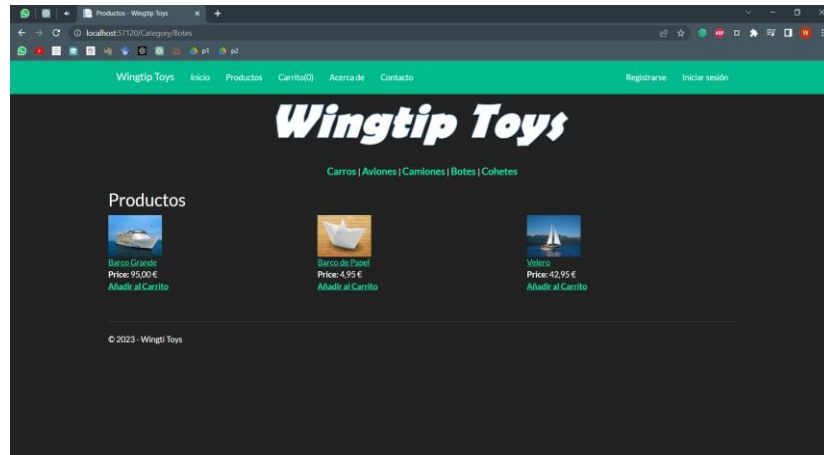 Productos - Wingtip Toys
localhost:57120/Category/Botes
p1 p2
Wingtip Toys Inicio Productos Carrito(0) Acerca de Contacto Registrarse Iniciar sesión
Wingtip Toys
Carros | Aviones | Camiones | Botes | Cohetes
Productos
Barco Grande
Price: 95,00 €
Añadir al Carrito
Barco de Papel
Price: 4,95 €
Añadir al Carrito
Velero
Price: 42,95 €
Añadir al Carrito
© 2023 - Wingti Toys